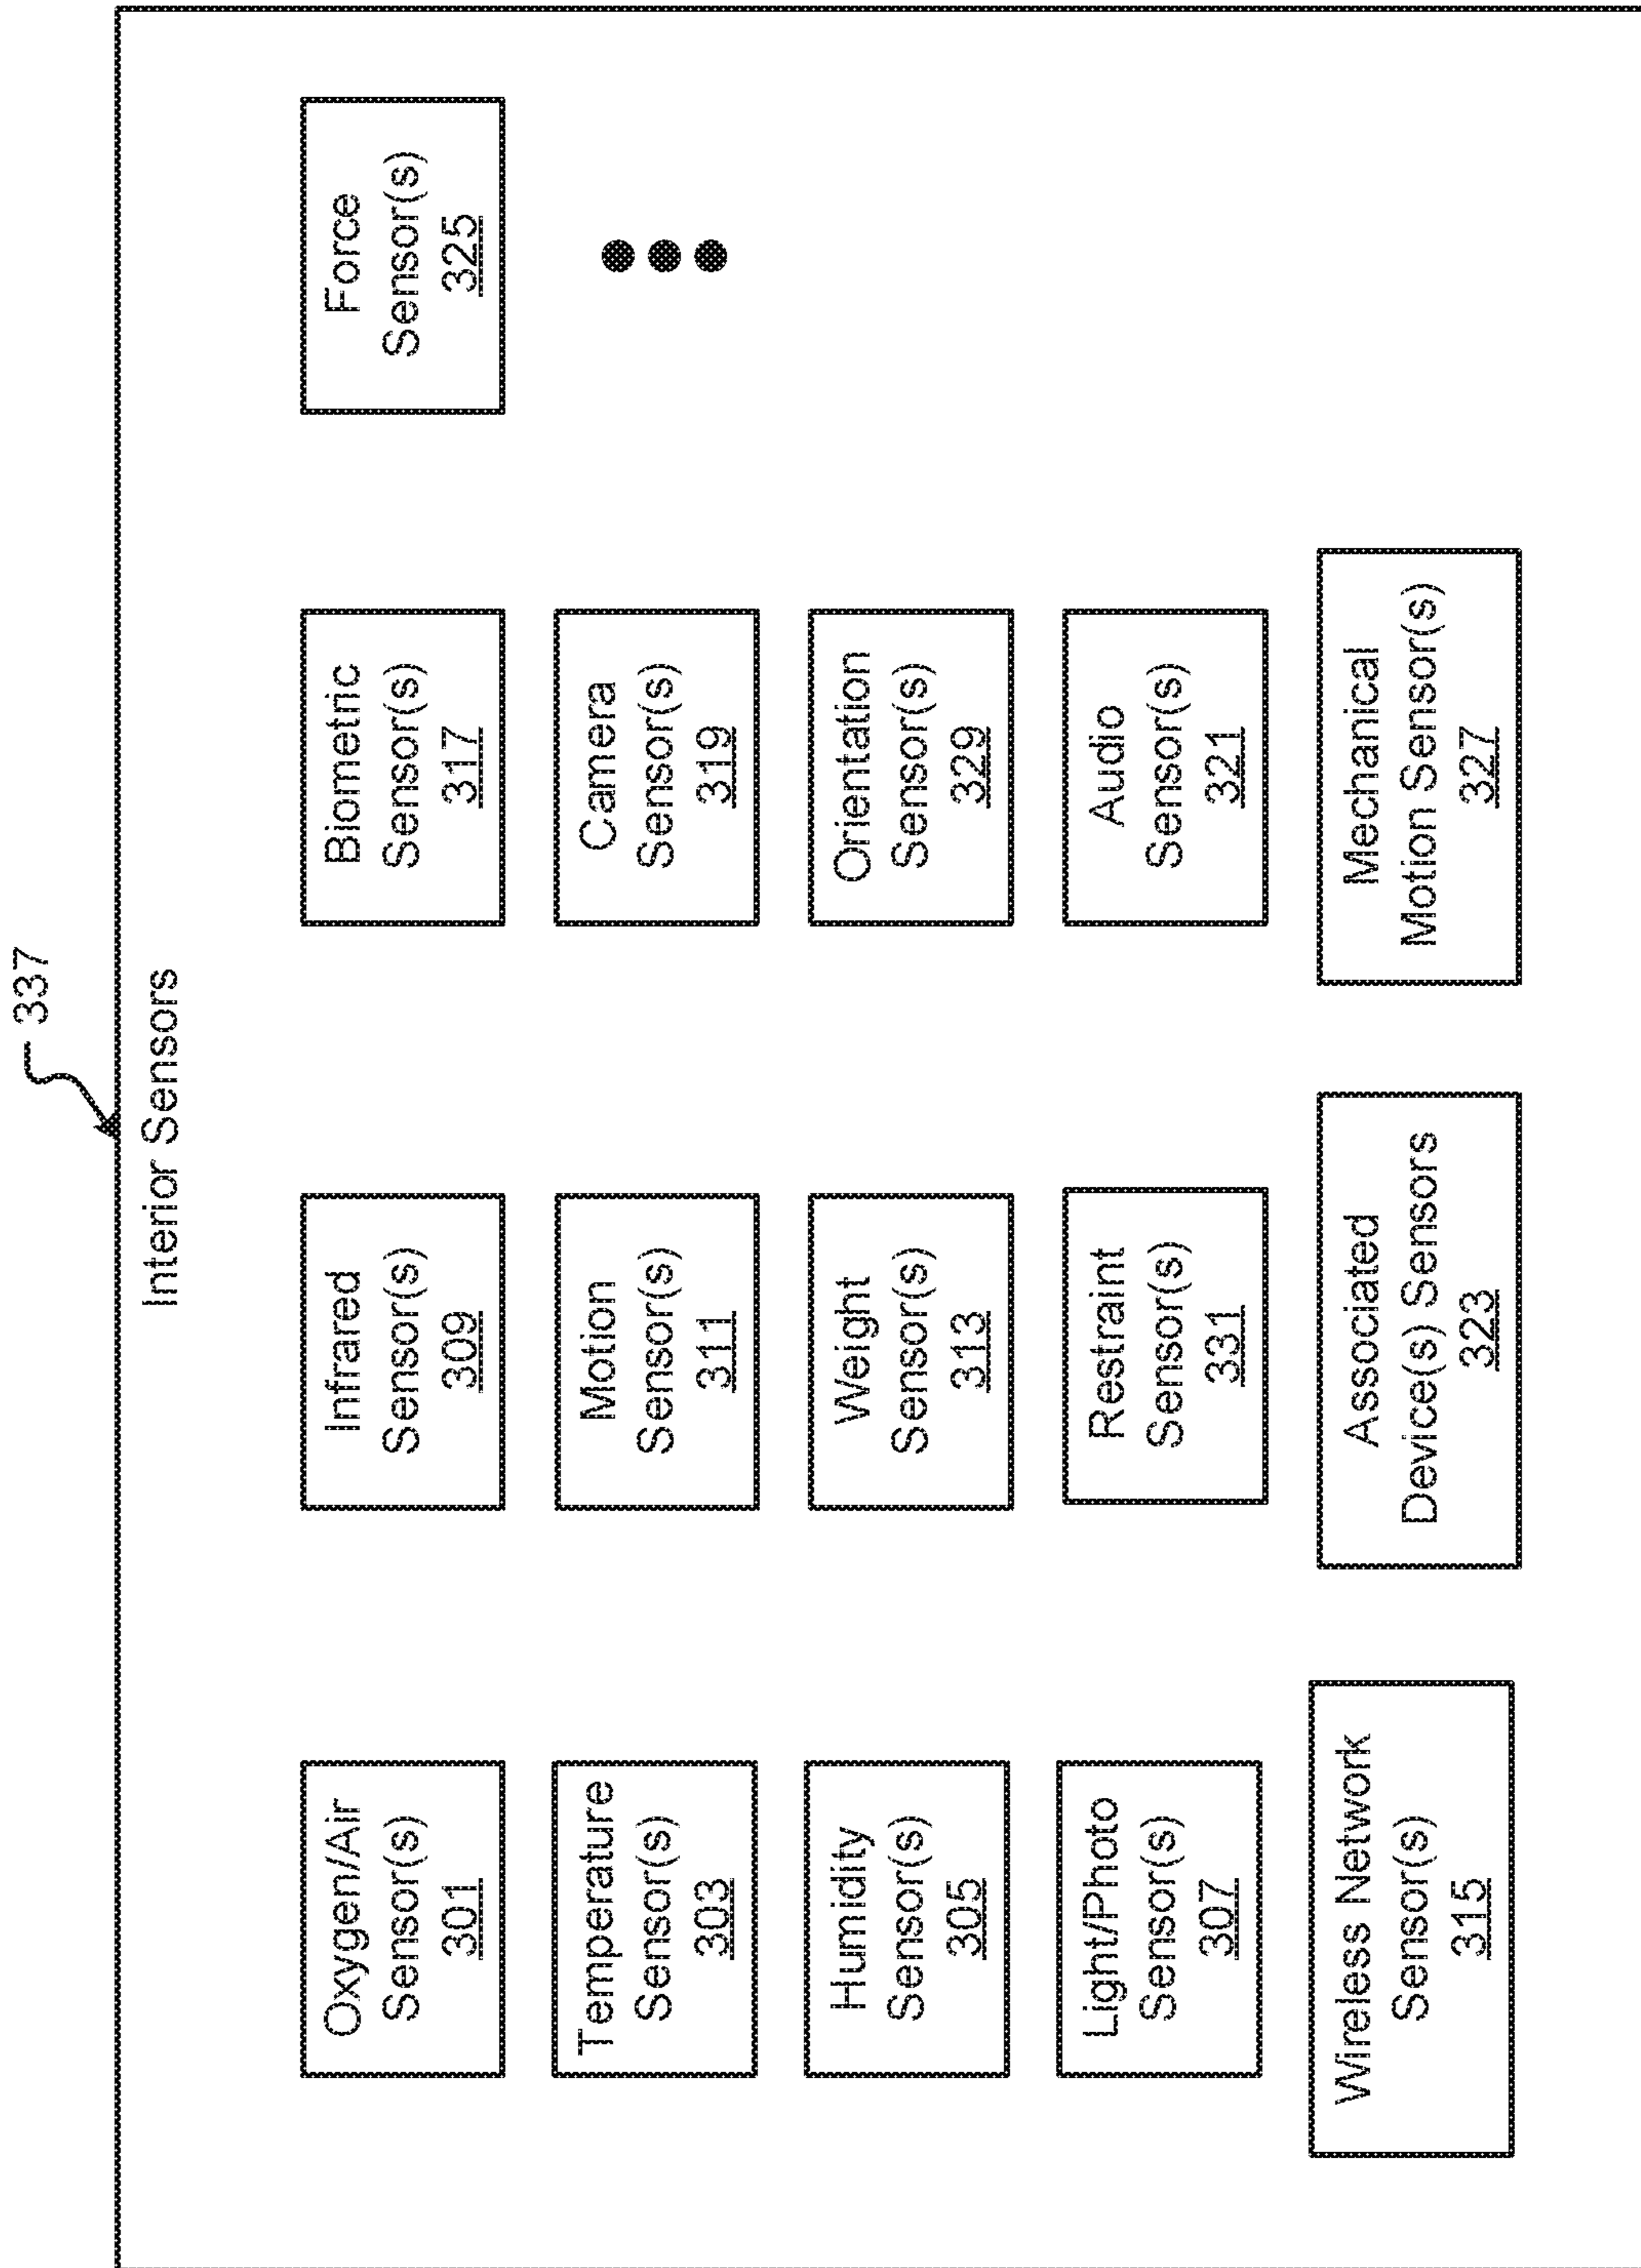 337
Interior Sensors
Oxygen/Air
Sensor(s)
301
Temperature
Sensor(s)
303
Humidity
Sensor(s)
305
Light/Photo
Sensor(s)
307
Wireless Network
Sensor(s)
315
Infrared
Sensor(s)
309
Motion
Sensor(s)
311
Weight
Sensor(s)
313
Restraint
Sensor(s)
331
Associated
Device(s) Sensors
323
Biometric
Sensor(s)
317
Camera
Sensor(s)
319
Orientation
Sensor(s)
329
Audio
Sensor(s)
321
Mechanical
Motion Sensor(s)
327
Force
Sensor(s)
325